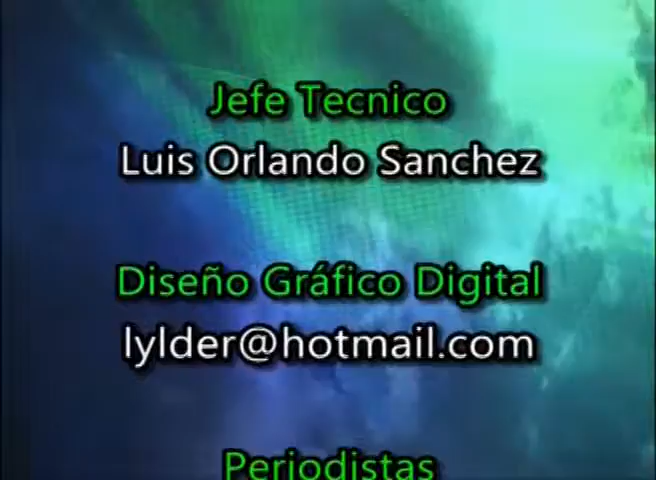 Jefe Tecnico
Luis Orlando Sanchez
Diseño Gráfico Digital
lylder@hotmail.com
Periodistas